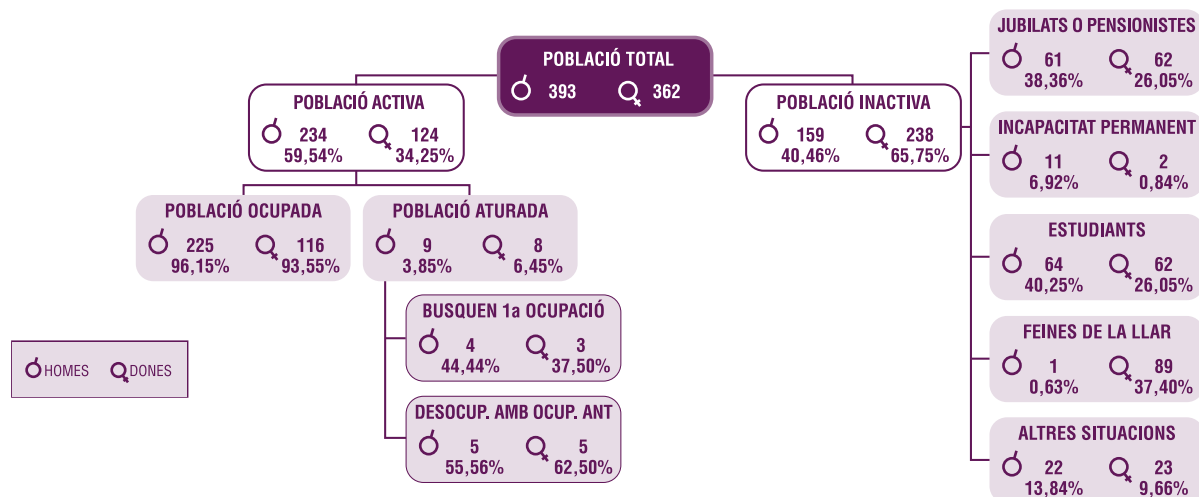 POBLACIÓ TOTAL
393 362
POBLACIÓ ACTIVA
234 124
59,54% 34,25%
POBLACIÓ OCUPADA
225 116
96,15% 93,55%
POBLACIÓ ATURADA
9 8
3,85% 6,45%
BUSQUEN 1a OCUPACIÓ
4 3
44,44% 37,50%
DESOCUP. AMB OCUP. ANT
5 5
55,56% 62,50%
POBLACIÓ INACTIVA
159 238
40,46% 65,75%
JUBILATS O PENSIONISTES
61 62
38,36% 26,05%
INCAPACITAT PERMANENT
11 2
6,92% 0,84%
ESTUDIANTS
64 62
40,25% 26,05%
FEINES DE LA LLAR
1 89
0,63% 37,40%
ALTRES SITUACIONS
22 23
13,84% 9,66%
HOMES DONES